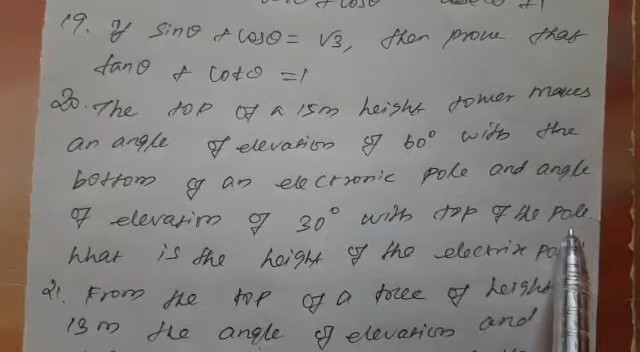 19. If sinθ + cosθ = √3, then prove that
tanθ + cotθ = 1
20. The top of a 15m height tower makes
an angle of elevation of 60° with the
bottom of an electronic pole and angle
of elevation of 30° with top of the pole.
What is the height of the electric
21. From the top of a tree of height
13m the angle of elevation and